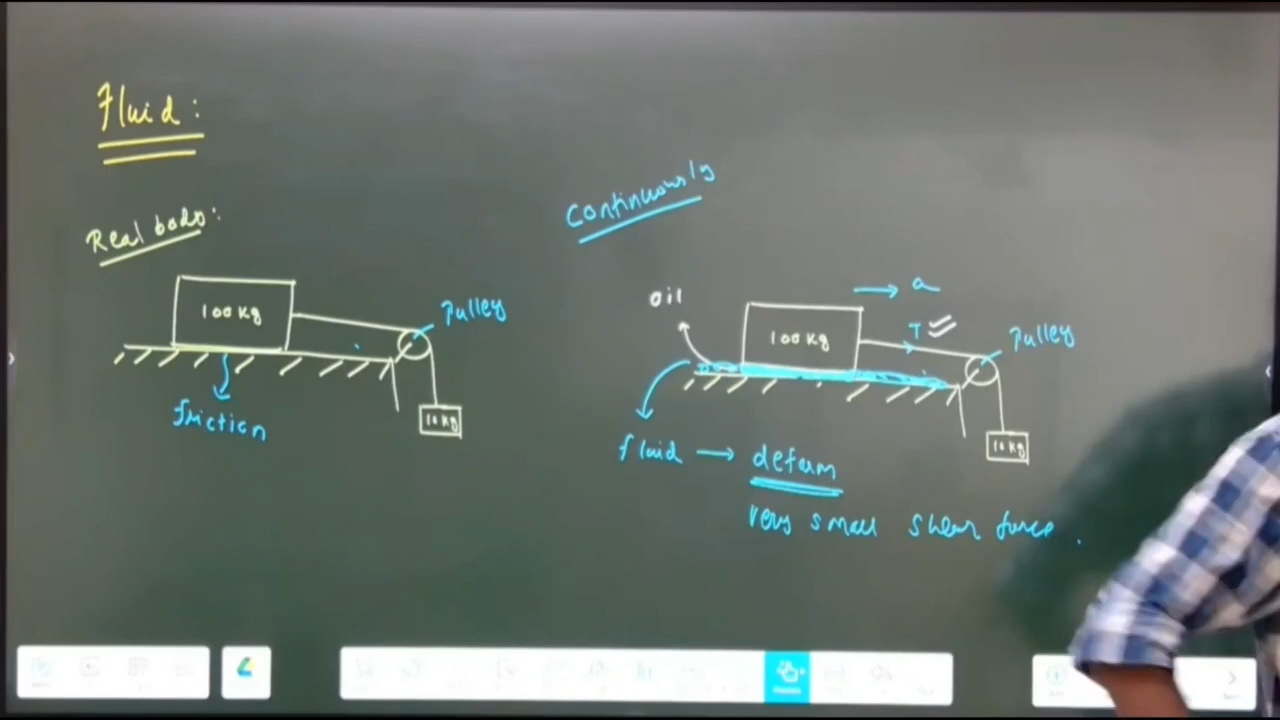 Fluid:
Real body:
100 kg
Pulley
friction
10 kg
Continuously
oil
a
100 kg
T
Pulley
10 kg
fluid → deform
very small shear force.